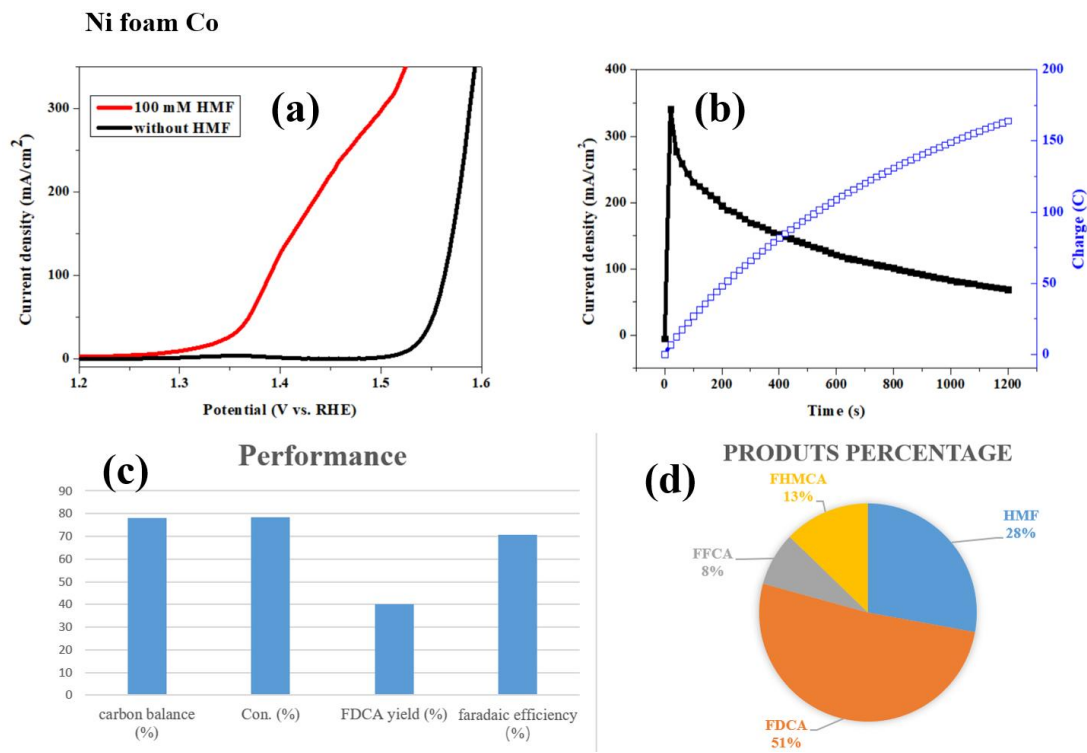 Ni foam Co
(a)
100 mM HMF
without HMF
Current density (mA/cm²)
300
200
100
0
1.2 1.3 1.4 1.5 1.6
Potential (V vs. RHE)
(b)
Current density (mA/cm²)
400
300
200
100
0
200
150
100
50
0
Charge (C)
0 200 400 600 800 1000 1200
Time (s)
(c)
Performance
90
80
70
60
50
40
30
20
10
0
carbon balance (%)
Con. (%)
FDCA yield (%)
faradaic efficiency (%)
(d)
PRODUTS PERCENTAGE
FHMCA
13%
HMF
28%
FFCA
8%
FDCA
51%